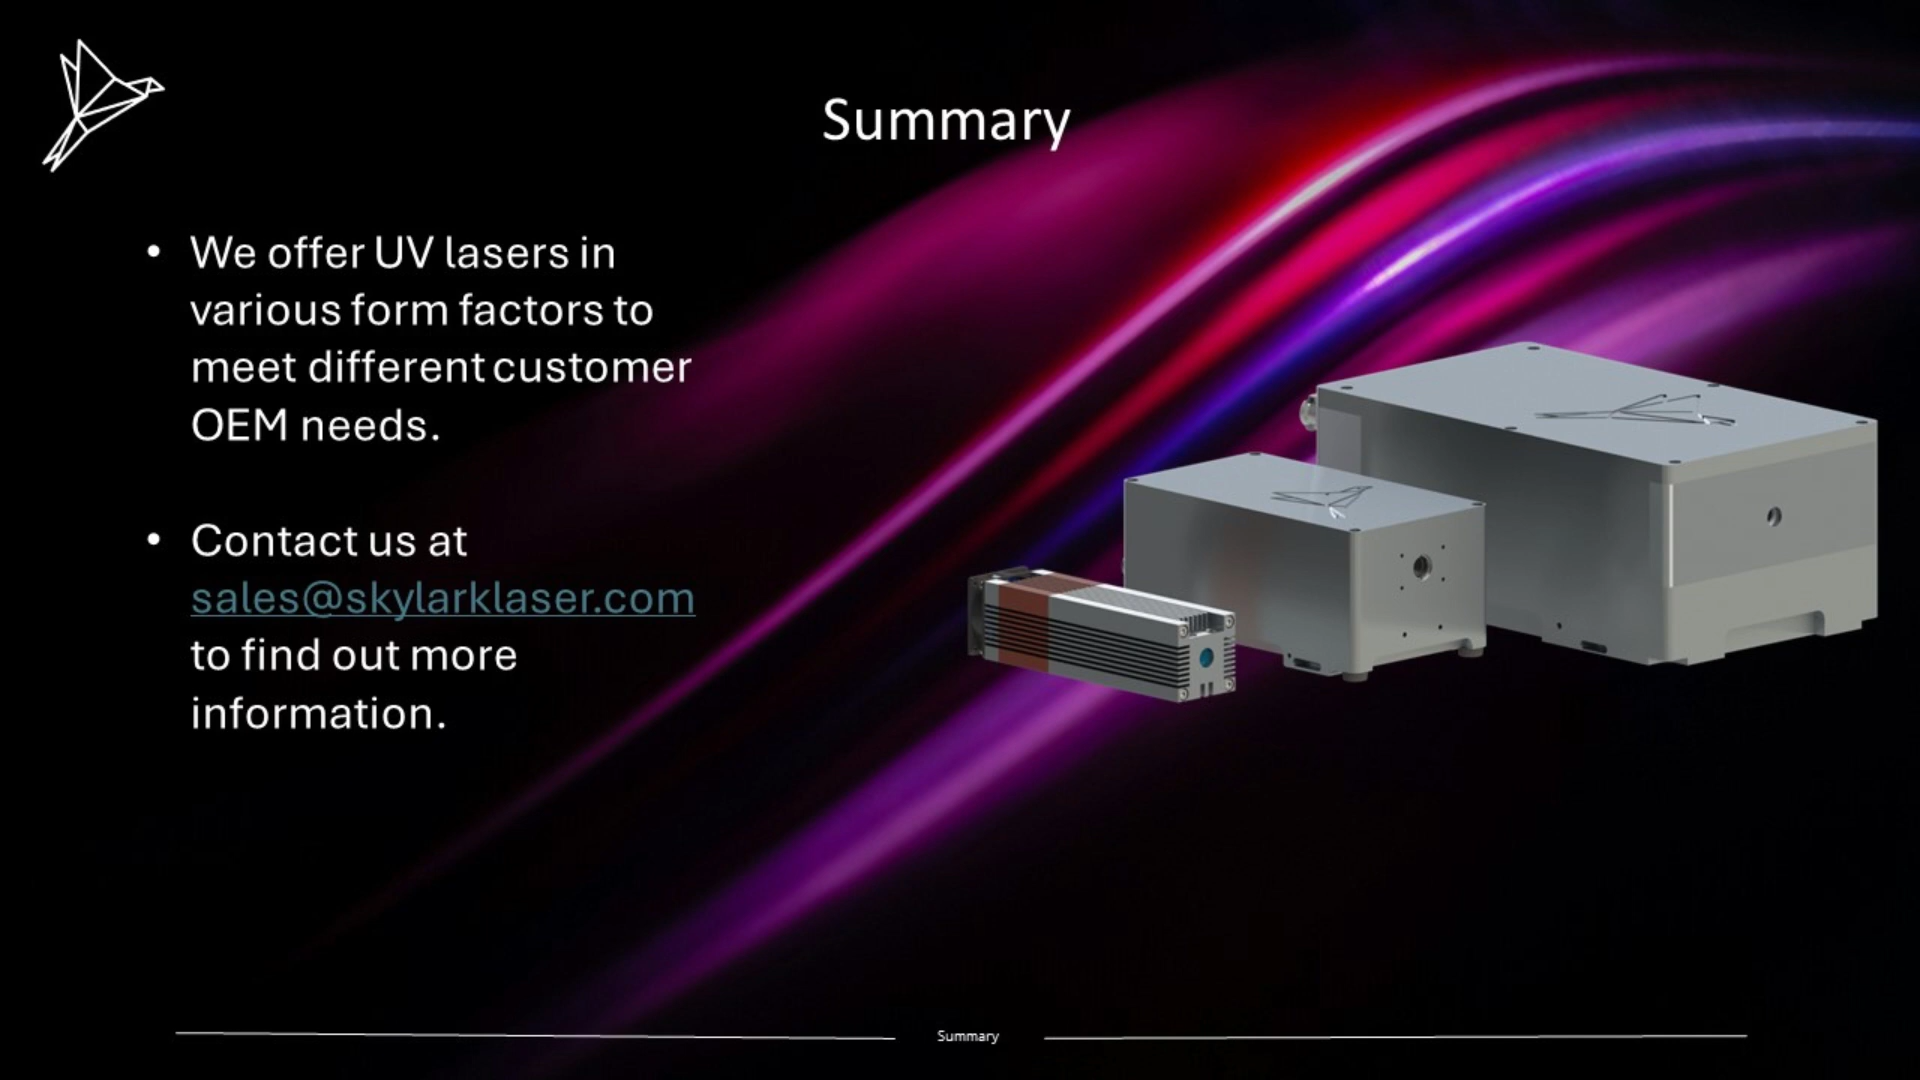 Summary
• We offer UV lasers in
various form factors to
meet different customer
OEM needs.
• Contact us at
sales@skylarklaser.com
to find out more
information.
Summary